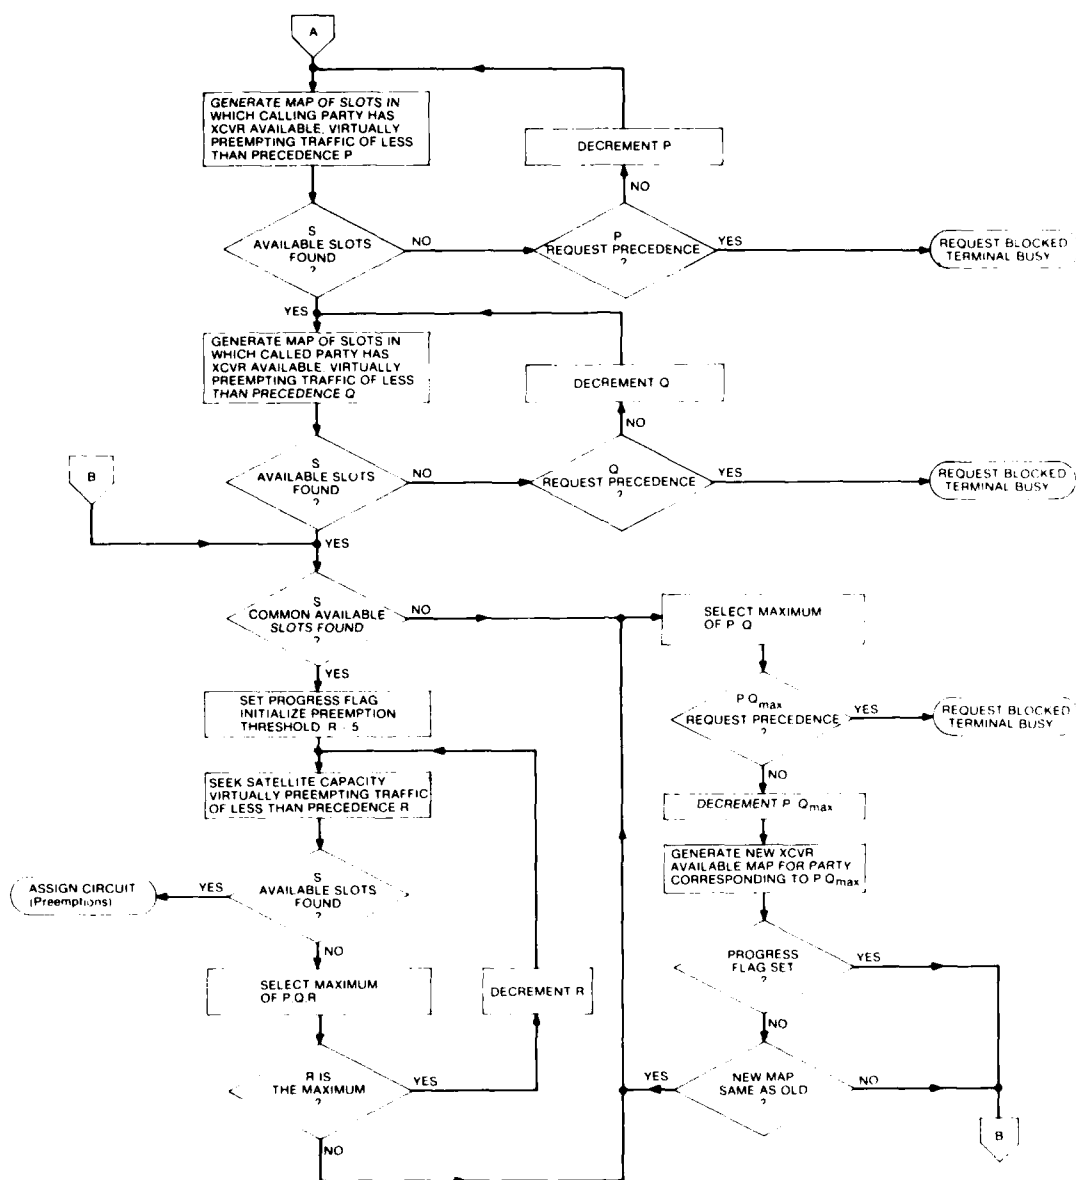 A
GENERATE MAP OF SLOTS IN
WHICH CALLING PARTY HAS
XCVR AVAILABLE, VIRTUALLY
PREEMPTING TRAFFIC OF LESS
THAN PRECEDENCE P
DECREMENT P
NO
S
AVAILABLE SLOTS
FOUND
?
NO
P
REQUEST PRECEDENCE
?
YES
REQUEST BLOCKED
TERMINAL BUSY
YES
GENERATE MAP OF SLOTS IN
WHICH CALLED PARTY HAS
XCVR AVAILABLE, VIRTUALLY
PREEMPTING TRAFFIC OF LESS
THAN PRECEDENCE Q
DECREMENT Q
NO
B
S
AVAILABLE SLOTS
FOUND
?
NO
Q
REQUEST PRECEDENCE
?
YES
REQUEST BLOCKED
TERMINAL BUSY
YES
S
COMMON AVAILABLE
SLOTS FOUND
?
NO
SELECT MAXIMUM
OF P Q
YES
SET PROGRESS FLAG
INITIALIZE PREEMPTION
THRESHOLD R - 5
P Qmax
REQUEST PRECEDENCE
?
YES
REQUEST BLOCKED
TERMINAL BUSY
NO
SEEK SATELLITE CAPACITY
VIRTUALLY PREEMPTING TRAFFIC
OF LESS THAN PRECEDENCE R
DECREMENT P Qmax
GENERATE NEW XCVR
AVAILABLE MAP FOR PARTY
CORRESPONDING TO P Qmax
ASSIGN CIRCUIT
(Preemptions)
YES
S
AVAILABLE SLOTS
FOUND
?
NO
PROGRESS
FLAG SET
?
YES
SELECT MAXIMUM
OF P,Q,R
DECREMENT R
NO
R IS
THE MAXIMUM
?
YES
YES
NEW MAP
SAME AS OLD
?
NO
B
NO